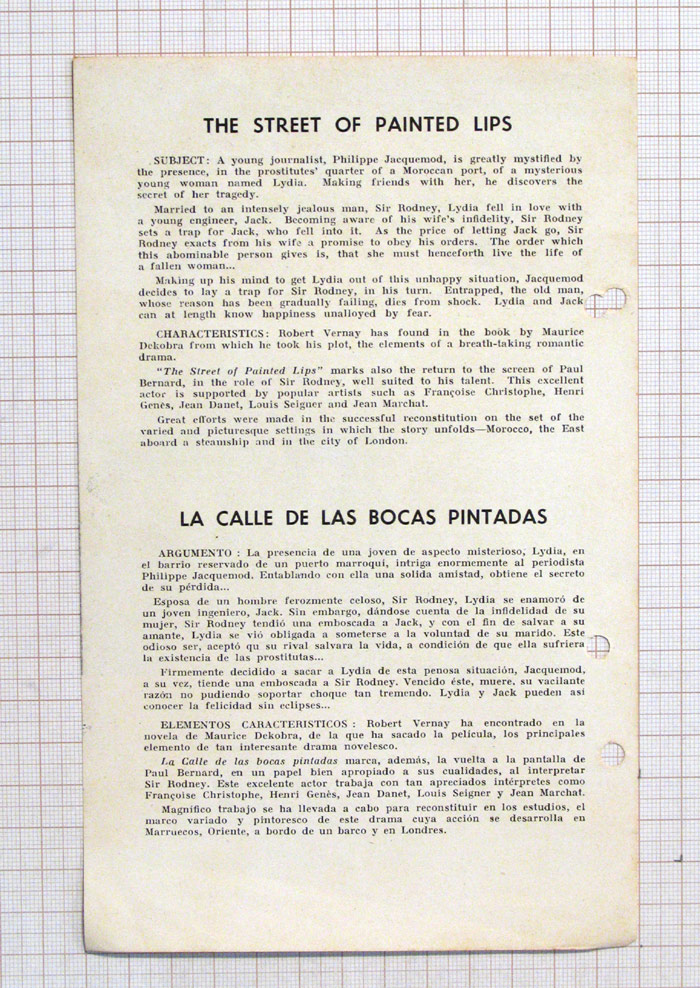 THE STREET OF PAINTED LIPS
SUBJECT: A young journalist, Philippe Jacquemod, is greatly mystified by
the presence, in the prostitutes' quarter of a Moroccan port, of a mysterious
young woman named Lydia. Making friends with her, he discovers the
secret of her tragedy.
Married to an intensely jealous man, Sir Rodney, Lydia fell in love with
a young engineer, Jack. Becoming aware of his wife's infidelity, Sir Rodney
sets a trap for Jack, who fell into it. As the price of letting Jack go, Sir
Rodney exacts from his wife a promise to obey his orders. The order which
this abominable person gives is, that she must henceforth live the life of
a fallen woman...
Making up his mind to get Lydia out of this unhappy situation, Jacquemod
decides to lay a trap for Sir Rodney, in his turn. Entrapped, the old man,
whose reason has been gradually failing, dies from shock. Lydia and Jack
can at length know happiness unalloyed by fear.
CHARACTERISTICS: Robert Vernay has found in the book by Maurice
Dekobra from which he took his plot, the elements of a breath-taking romantic
drama.
"The Street of Painted Lips" marks also the return to the screen of Paul
Bernard, in the role of Sir Rodney, well suited to his talent. This excellent
actor is supported by popular artists such as Françoise Christophe, Henri
Genès, Jean Danet, Louis Seigner and Jean Marchat.
Great efforts were made in the successful reconstitution on the set of the
varied and picturesque settings in which the story unfolds—Morocco, the East
aboard a steamship and in the city of London.
LA CALLE DE LAS BOCAS PINTADAS
ARGUMENTO : La presencia de una joven de aspecto misterioso, Lydia, en
el barrio reservado de un puerto marroqui, intriga enormemente al periodista
Philippe Jacquemod. Entablando con ella una solida amistad, obtiene el secreto
de su pérdida...
Esposa de un hombre ferozmente celoso, Sir Rodney, Lydia se enamoró de
un joven ingeniero, Jack. Sin embargo, dándose cuenta de la infidelidad de su
mujer, Sir Rodney tendió una emboscada a Jack, y con el fin de salvar a su
amante, Lydia se vió obligada a someterse a la voluntad de su marido. Este
odioso ser, aceptó qu su rival salvara la vida, a condición de que ella sufriera
la existencia de las prostitutas...
Firmemente decidido a sacar a Lydia de esta penosa situación, Jacquemod,
a su vez, tiende una emboscada a Sir Rodney. Vencido éste, muere, su vacilante
razón no pudiendo soportar choque tan tremendo. Lydia y Jack pueden asi
conocer la felicidad sin eclipses...
ELEMENTOS CARACTERISTICOS : Robert Vernay ha encontrado en la
novela de Maurice Dekobra, de la que ha sacado la película, los principales
elemento de tan interesante drama novelesco.
La Calle de las bocas pintadas marca, además, la vuelta a la pantalla de
Paul Bernard, en un papel bien apropiado a sus cualidades, al interpretar
Sir Rodney. Este excelente actor trabaja con tan apreciados intérpretes como
Françoise Christophe, Henri Genès, Jean Danet, Louis Seigner y Jean Marchat.
Magnífico trabajo se ha llevada a cabo para reconstituir en los estudios, el
marco variado y pintoresco de este drama cuya acción se desarrolla en
Marruecos, Oriente, a bordo de un barco y en Londres.